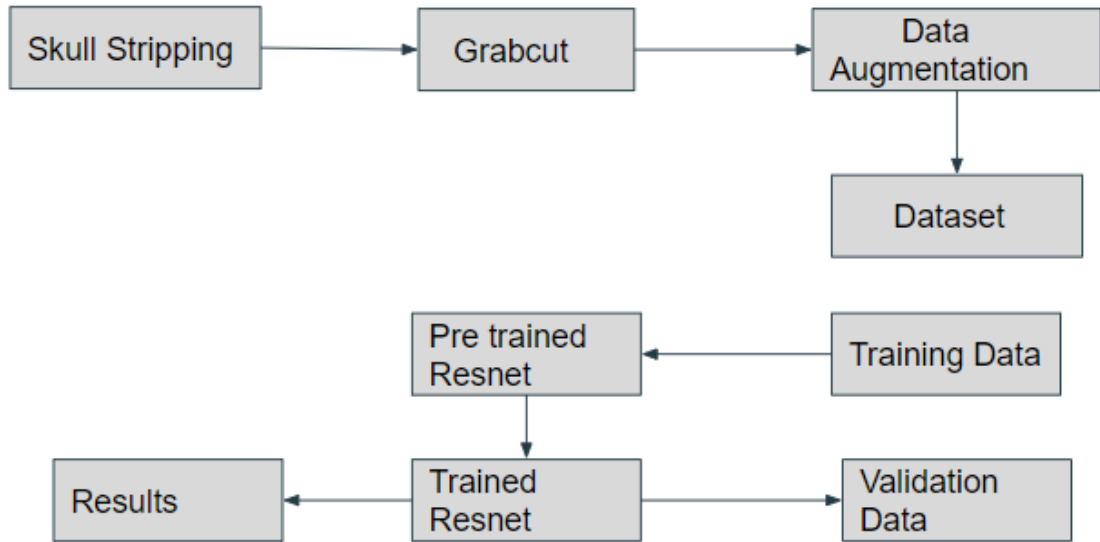 Skull Stripping
Grabcut
Data
Augmentation
Dataset
Pre trained
Resnet
Training Data
Results
Trained
Resnet
Validation
Data